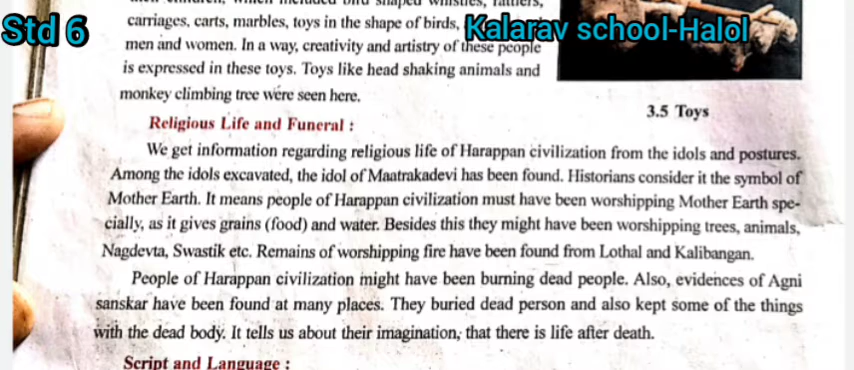 Std 6
Kalarav school-Halol
carriages, carts, marbles, toys in the shape of birds,
men and women. In a way, creativity and artistry of these people
is expressed in these toys. Toys like head shaking animals and
monkey climbing tree were seen here.
3.5 Toys
Religious Life and Funeral :
We get information regarding religious life of Harappan civilization from the idols and postures.
Among the idols excavated, the idol of Maatrakadevi has been found. Historians consider it the symbol of
Mother Earth. It means people of Harappan civilization must have been worshipping Mother Earth spe-
cially, as it gives grains (food) and water. Besides this they might have been worshipping trees, animals,
Nagdevta, Swastik etc. Remains of worshipping fire have been found from Lothal and Kalibangan.
People of Harappan civilization might have been burning dead people. Also, evidences of Agni
sanskar have been found at many places. They buried dead person and also kept some of the things
with the dead body. It tells us about their imagination, that there is life after death.
Script and Language :